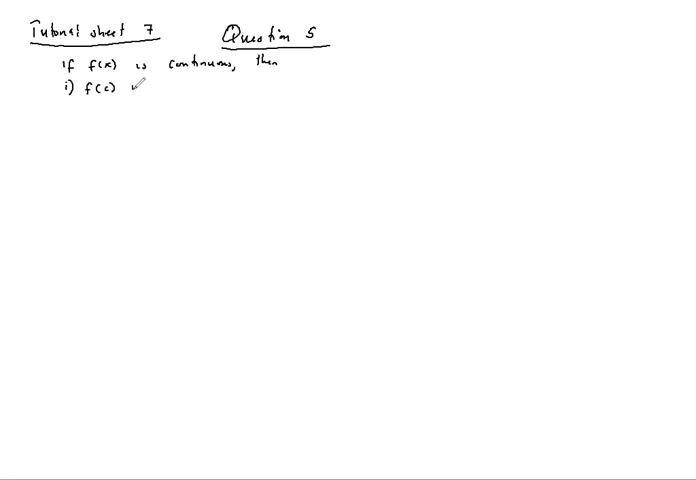 Tutorial sheet 7 Question 5
if f(x) is continuous, then
i) f(c)